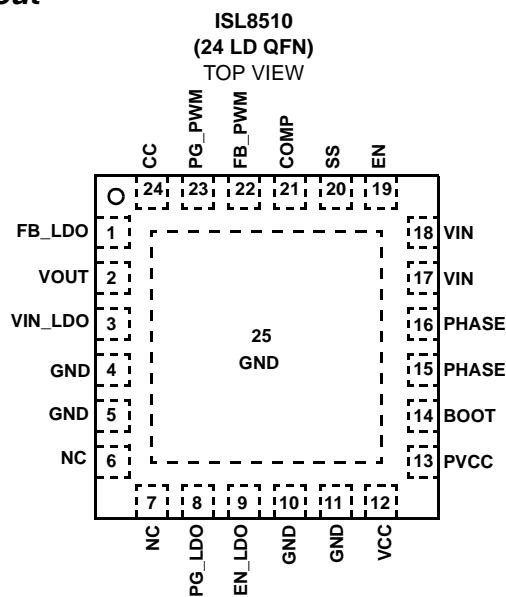 out
ISL8510
(24 LD QFN)
TOP VIEW
CC
PG_PWM
FB_PWM
COMP
SS
EN
24 23 22 21 20 19
FB_LDO 1
18 VIN
VOUT 2
17 VIN
VIN_LDO 3
16 PHASE
25
GND
GND 4
15 PHASE
GND 5
14 BOOT
NC 6
13 PVCC
7 8 9 10 11 12
NC
PG_LDO
EN_LDO
GND
GND
VCC